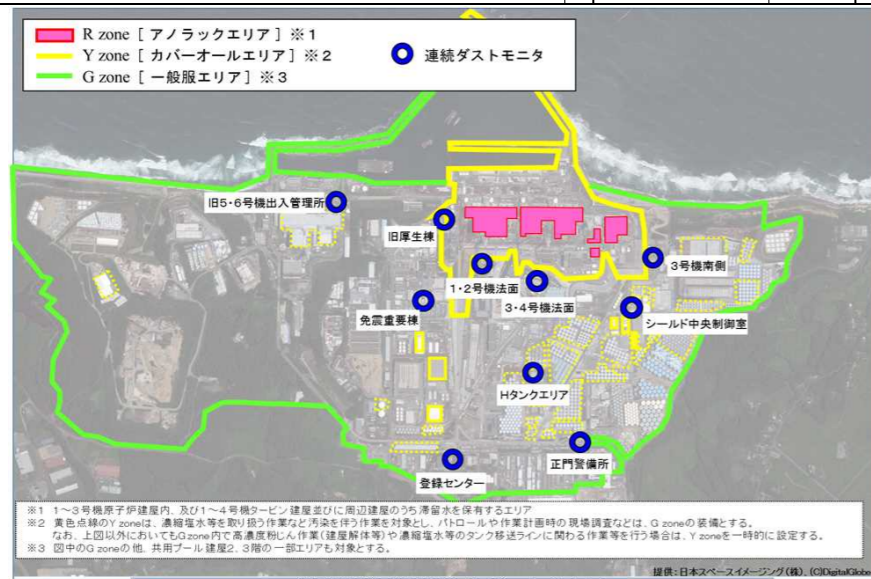 R zone [ アノラックエリア ] ※1
Y zone [ カバーオールエリア ] ※2
G zone [ 一般服エリア ] ※3
連続ダストモニタ
旧5・6号機出入管理所
旧厚生棟
3号機南側
1・2号機法面
3・4号機法面
免震重要棟
シールド中央制御室
Hタンクエリア
正門警備所
登録センター
※1 1～3号機原子炉建屋内、及び1～4号機タービン建屋並びに周辺建屋のうち滞留水を保有するエリア
※2 黄色点線のY zoneは、濃縮塩水等を取り扱う作業など汚染を伴う作業を対象とし、パトロールや作業計画時の現場調査などは、G zoneの装備とする。
なお、上図以外においてもG zone内で高濃度粉じん作業(建屋解体等)や濃縮塩水等のタンク移送ラインに関わる作業等を行う場合は、Y zoneを一時的に設定する。
※3 図中のG zoneの他、共用プール建屋2、3階の一部エリアも対象とする。
提供:日本スペースイメージング(株)、(C)DigitalGlobe